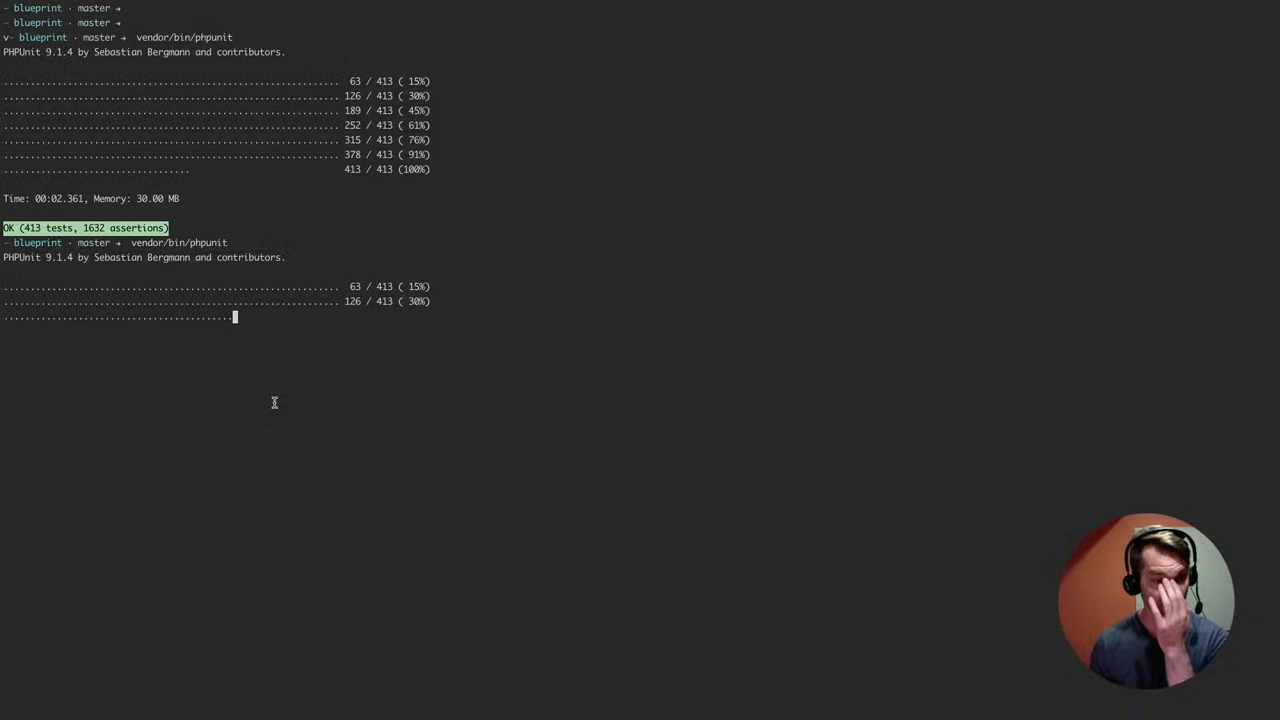 - blueprint · master →
- blueprint · master →
v- blueprint · master →  vendor/bin/phpunit
PHPUnit 9.1.4 by Sebastian Bergmann and contributors.
............................................................... 63 / 413 ( 15%)
............................................................... 126 / 413 ( 30%)
............................................................... 189 / 413 ( 45%)
............................................................... 252 / 413 ( 61%)
............................................................... 315 / 413 ( 76%)
............................................................... 378 / 413 ( 91%)
................................... 413 / 413 (100%)
Time: 00:02.361, Memory: 30.00 MB
OK (413 tests, 1632 assertions)
- blueprint · master →  vendor/bin/phpunit
PHPUnit 9.1.4 by Sebastian Bergmann and contributors.
............................................................... 63 / 413 ( 15%)
............................................................... 126 / 413 ( 30%)
...........................................